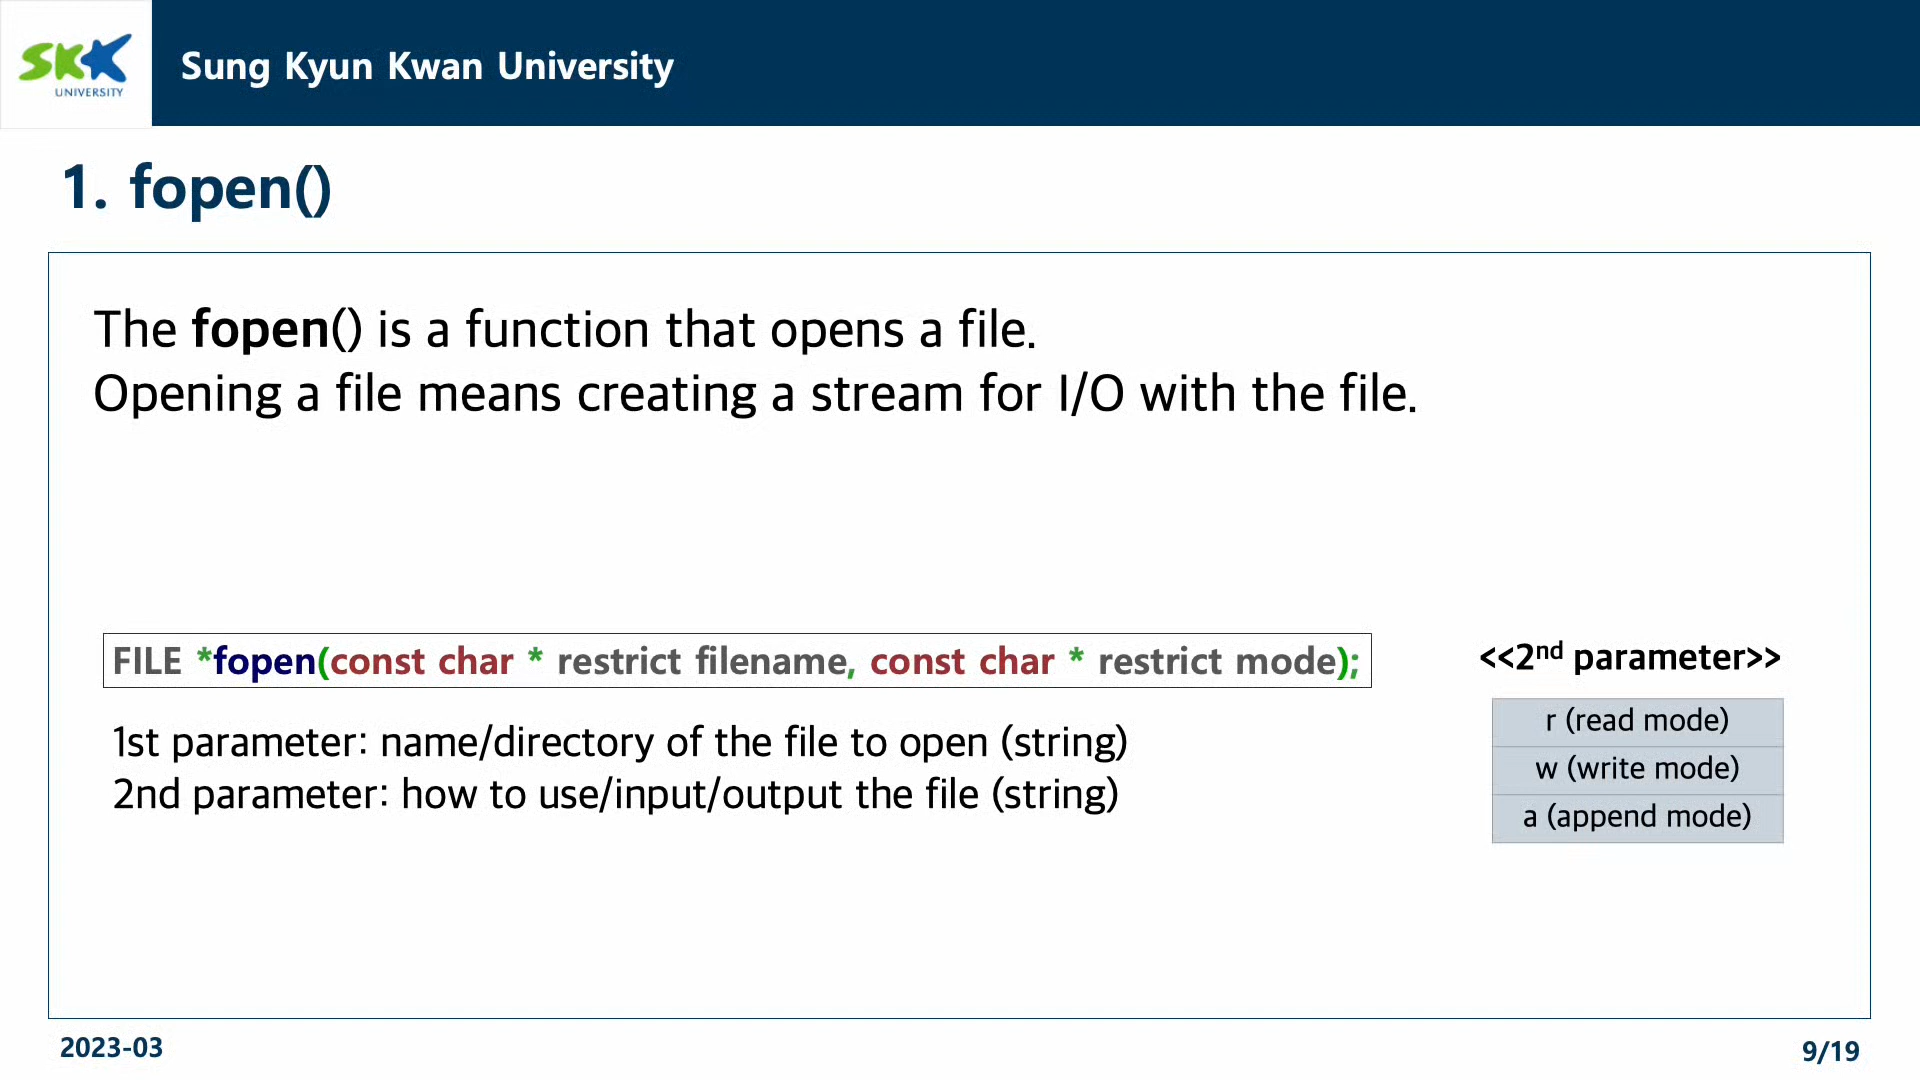 SKK
UNIVERSITY
Sung Kyun Kwan University
1. fopen()
The fopen() is a function that opens a file.
Opening a file means creating a stream for I/O with the file.
FILE *fopen(const char * restrict filename, const char * restrict mode);
1st parameter: name/directory of the file to open (string)
2nd parameter: how to use/input/output the file (string)
<<2nd parameter>>
r (read mode)
w (write mode)
a (append mode)
2023-03
9/19